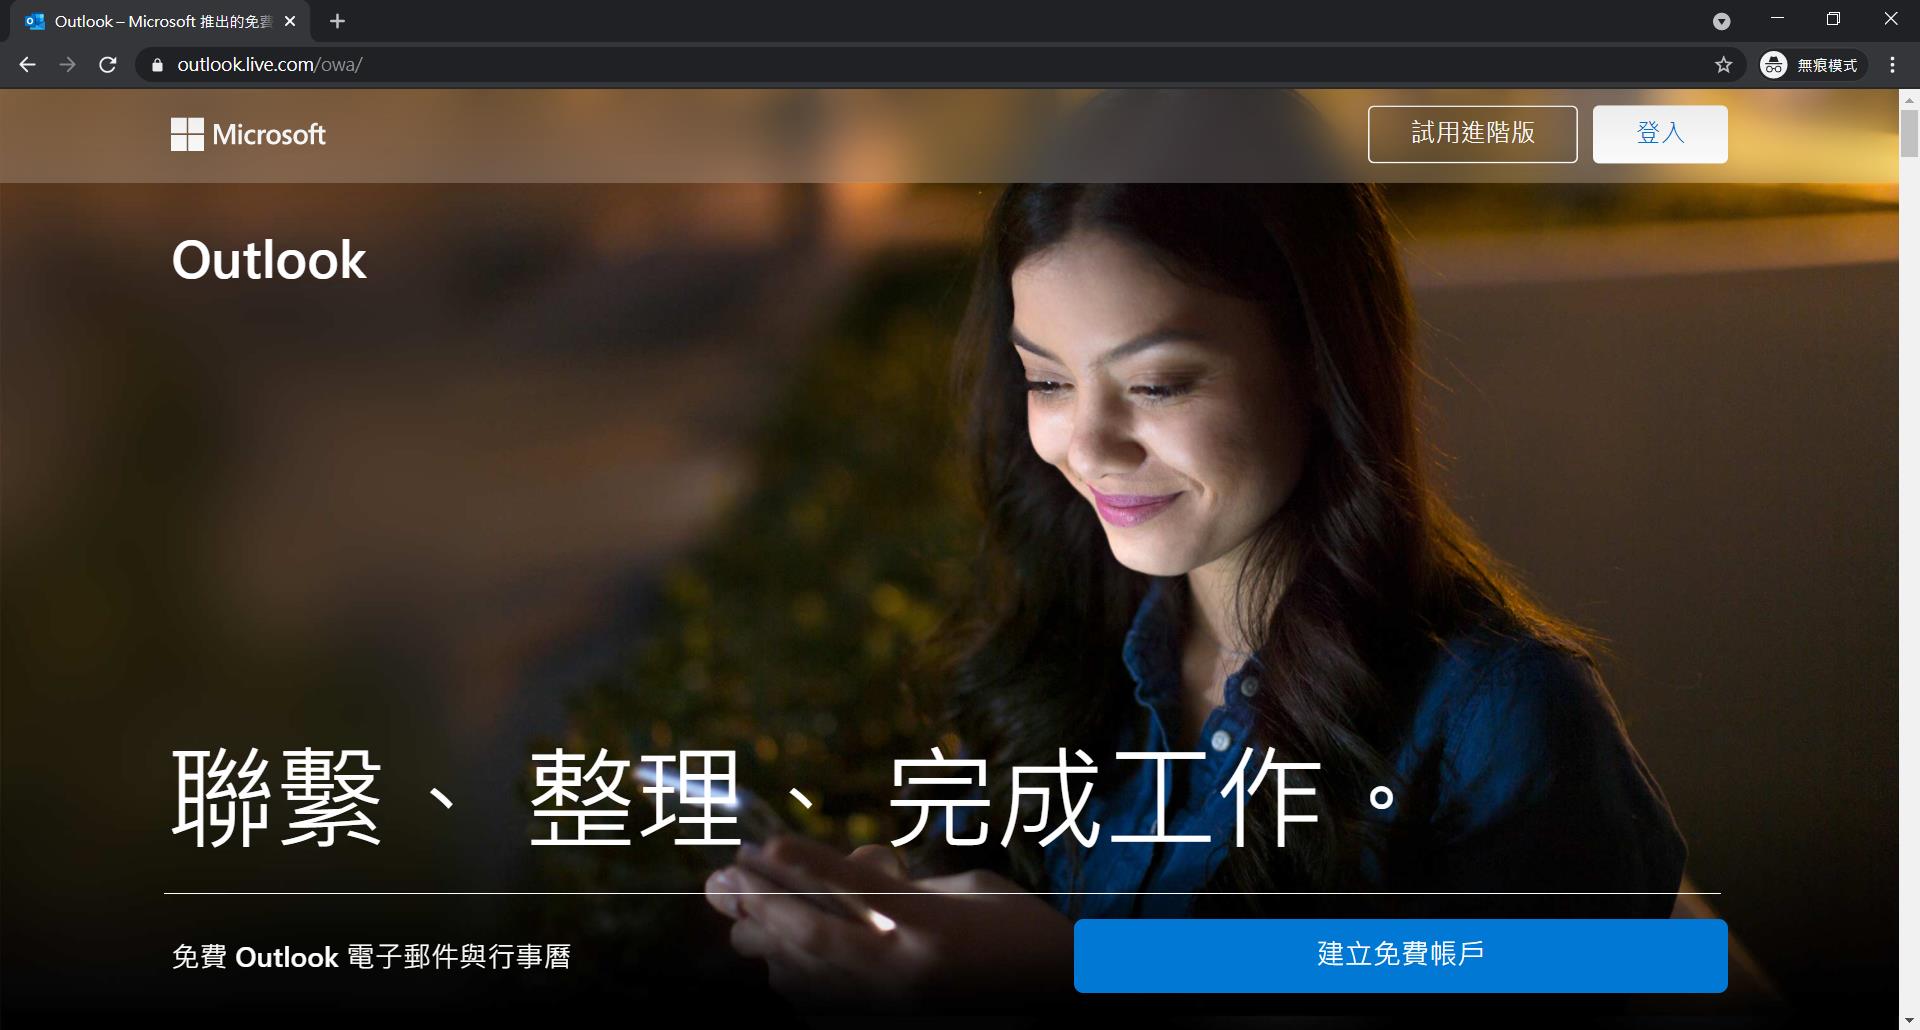 Outlook – Microsoft 推出的免費
outlook.live.com/owa/
無痕模式
Microsoft
試用進階版
登入
Outlook
聯繫、 整理、 完成工作。
免費 Outlook 電子郵件與行事曆
建立免費帳戶